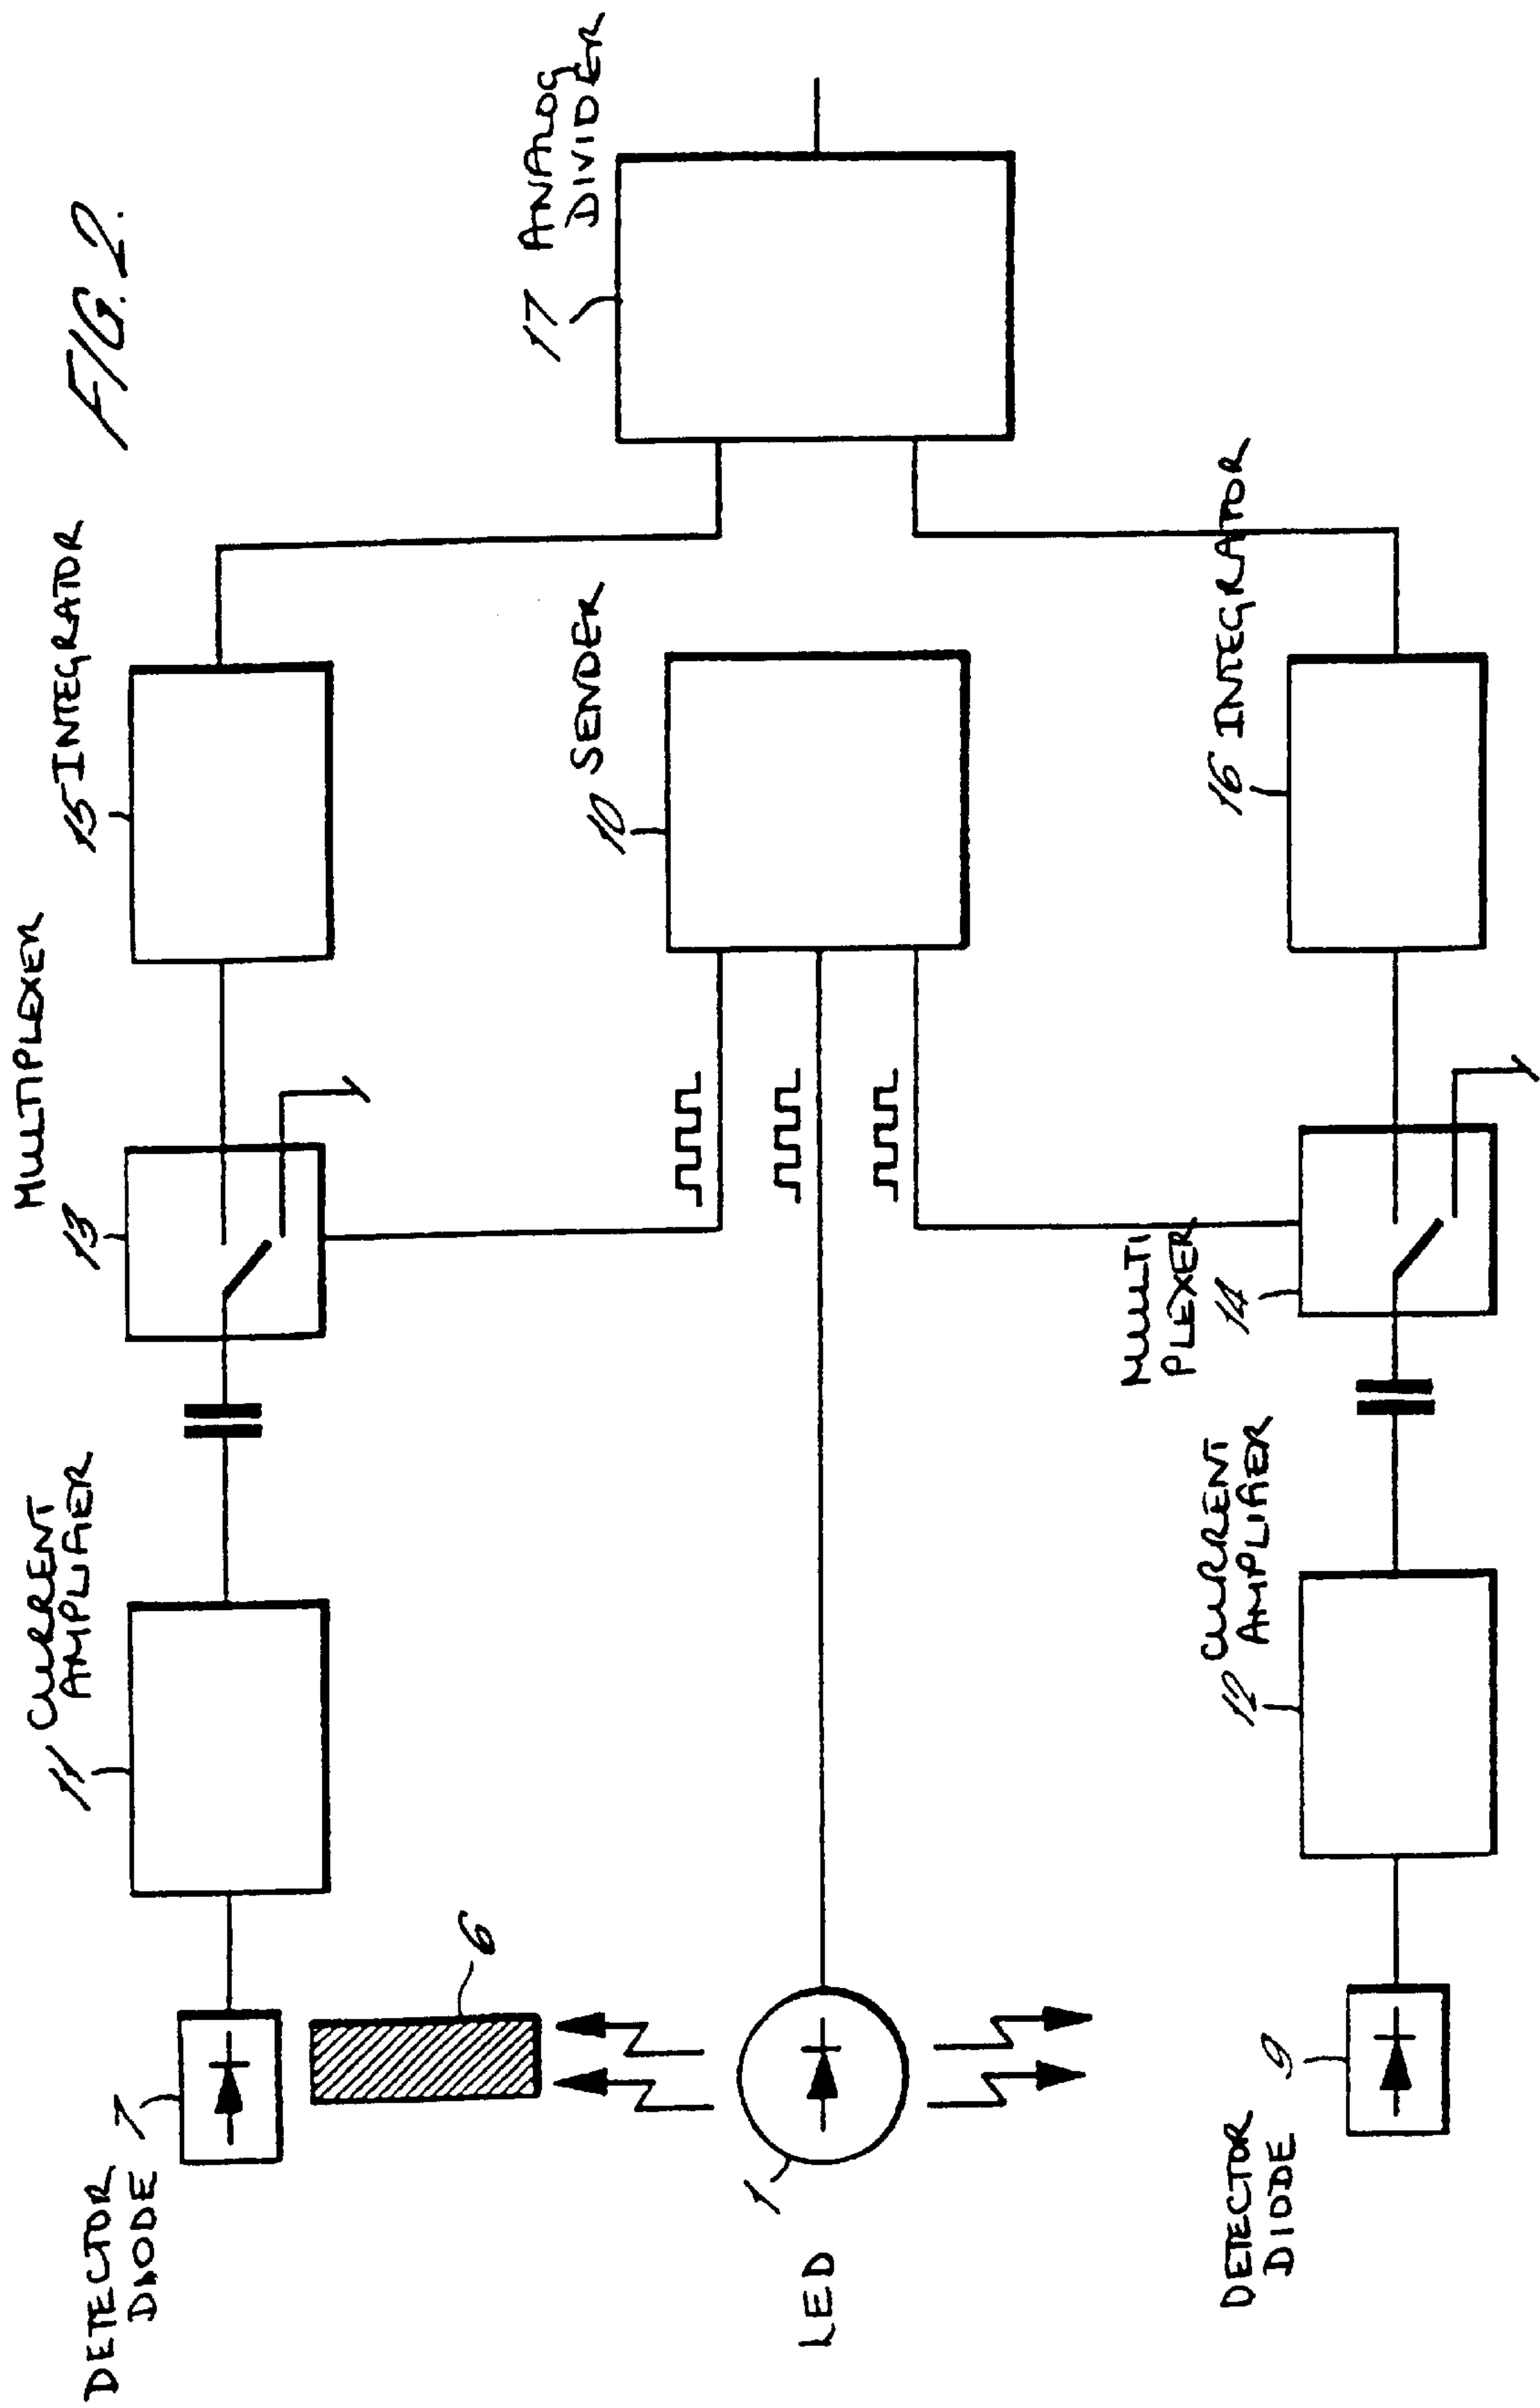 FIG. 2.
DETECTOR
DIODE 7
11 CURRENT
AMPLIFIER
13
MULTIPLEXER
15 INTEGRATOR
6
17 ANALOG
DIVIDER
LED
1
10 SENDER
DETECTOR
DIODE 9
12 CURRENT
AMPLIFIER
MULTI
PLEXER
14
16 INTEGRATOR